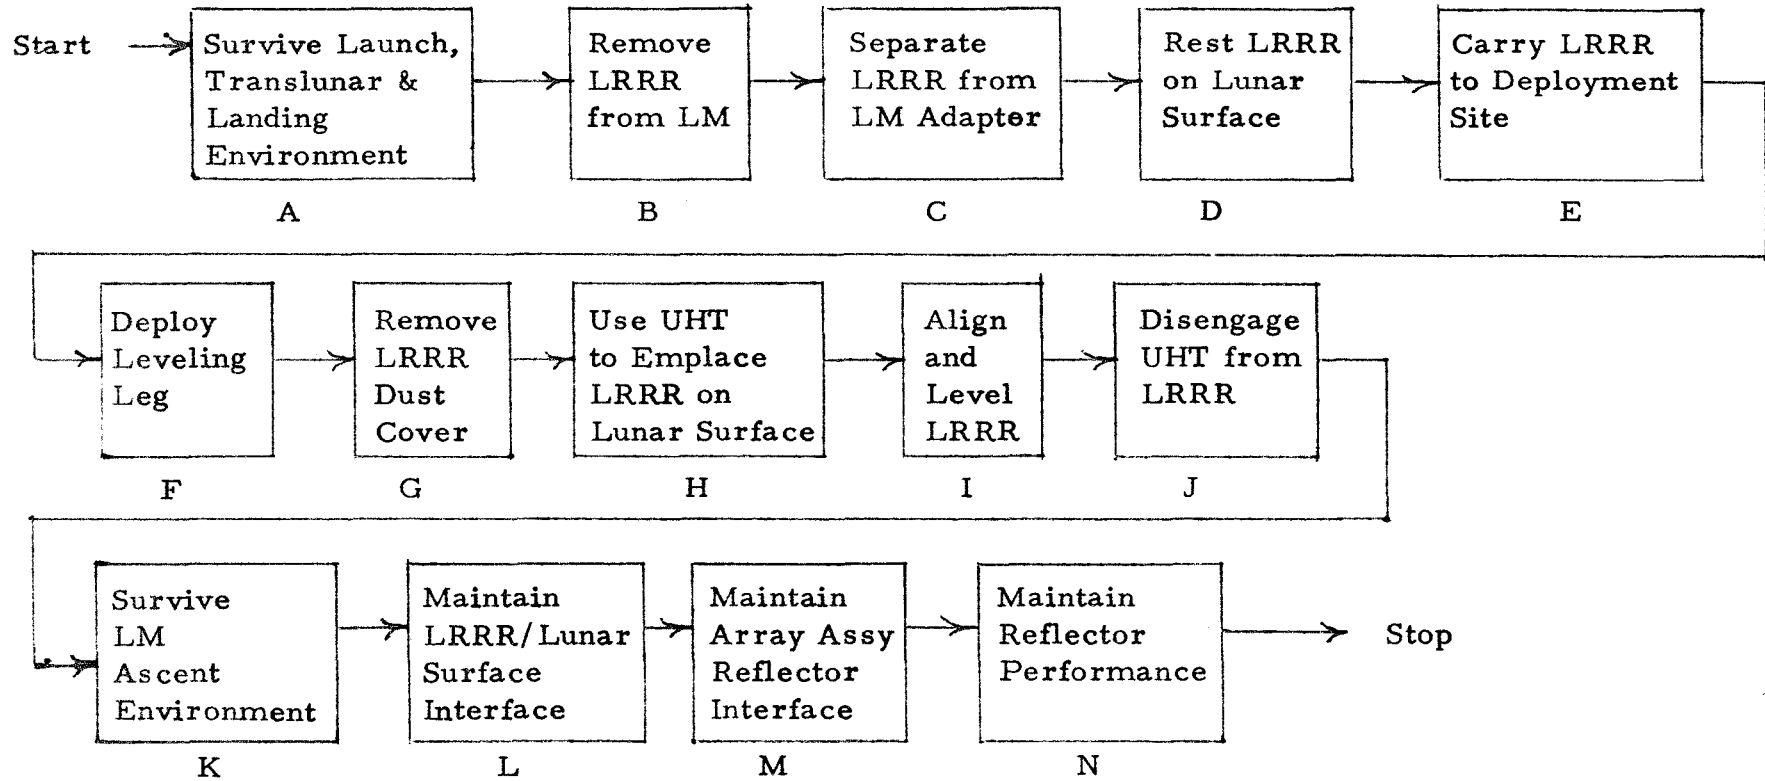 Start
Survive Launch,
Translunar &
Landing
Environment
A
Remove
LRRR
from LM
B
Separate
LRRR from
LM Adapter
C
Rest LRRR
on Lunar
Surface
D
Carry LRRR
to Deployment
Site
E
Deploy
Leveling
Leg
F
Remove
LRRR
Dust
Cover
G
Use UHT
to Emplace
LRRR on
Lunar Surface
H
Align
and
Level
LRRR
I
Disengage
UHT from
LRRR
J
Survive
LM
Ascent
Environment
K
Maintain
LRRR/Lunar
Surface
Interface
L
Maintain
Array Assy
Reflector
Interface
M
Maintain
Reflector
Performance
N
Stop